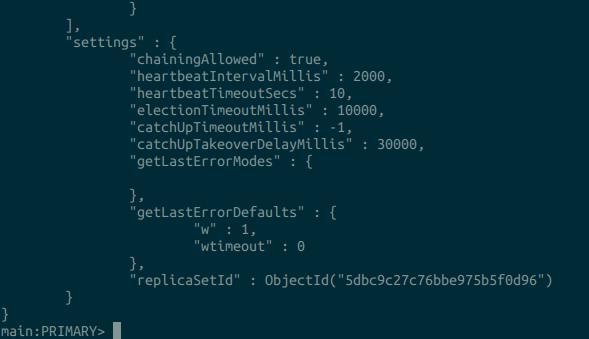 }
],
"settings" : {
"chainingAllowed" : true,
"heartbeatIntervalMillis" : 2000,
"heartbeatTimeoutSecs" : 10,
"electionTimeoutMillis" : 10000,
"catchUpTimeoutMillis" : -1,
"catchUpTakeoverDelayMillis" : 30000,
"getLastErrorModes" : {
},
"getLastErrorDefaults" : {
"w" : 1,
"wtimeout" : 0
},
"replicaSetId" : ObjectId("5dbc9c27c76bbe975b5f0d96")
}
}
main:PRIMARY>